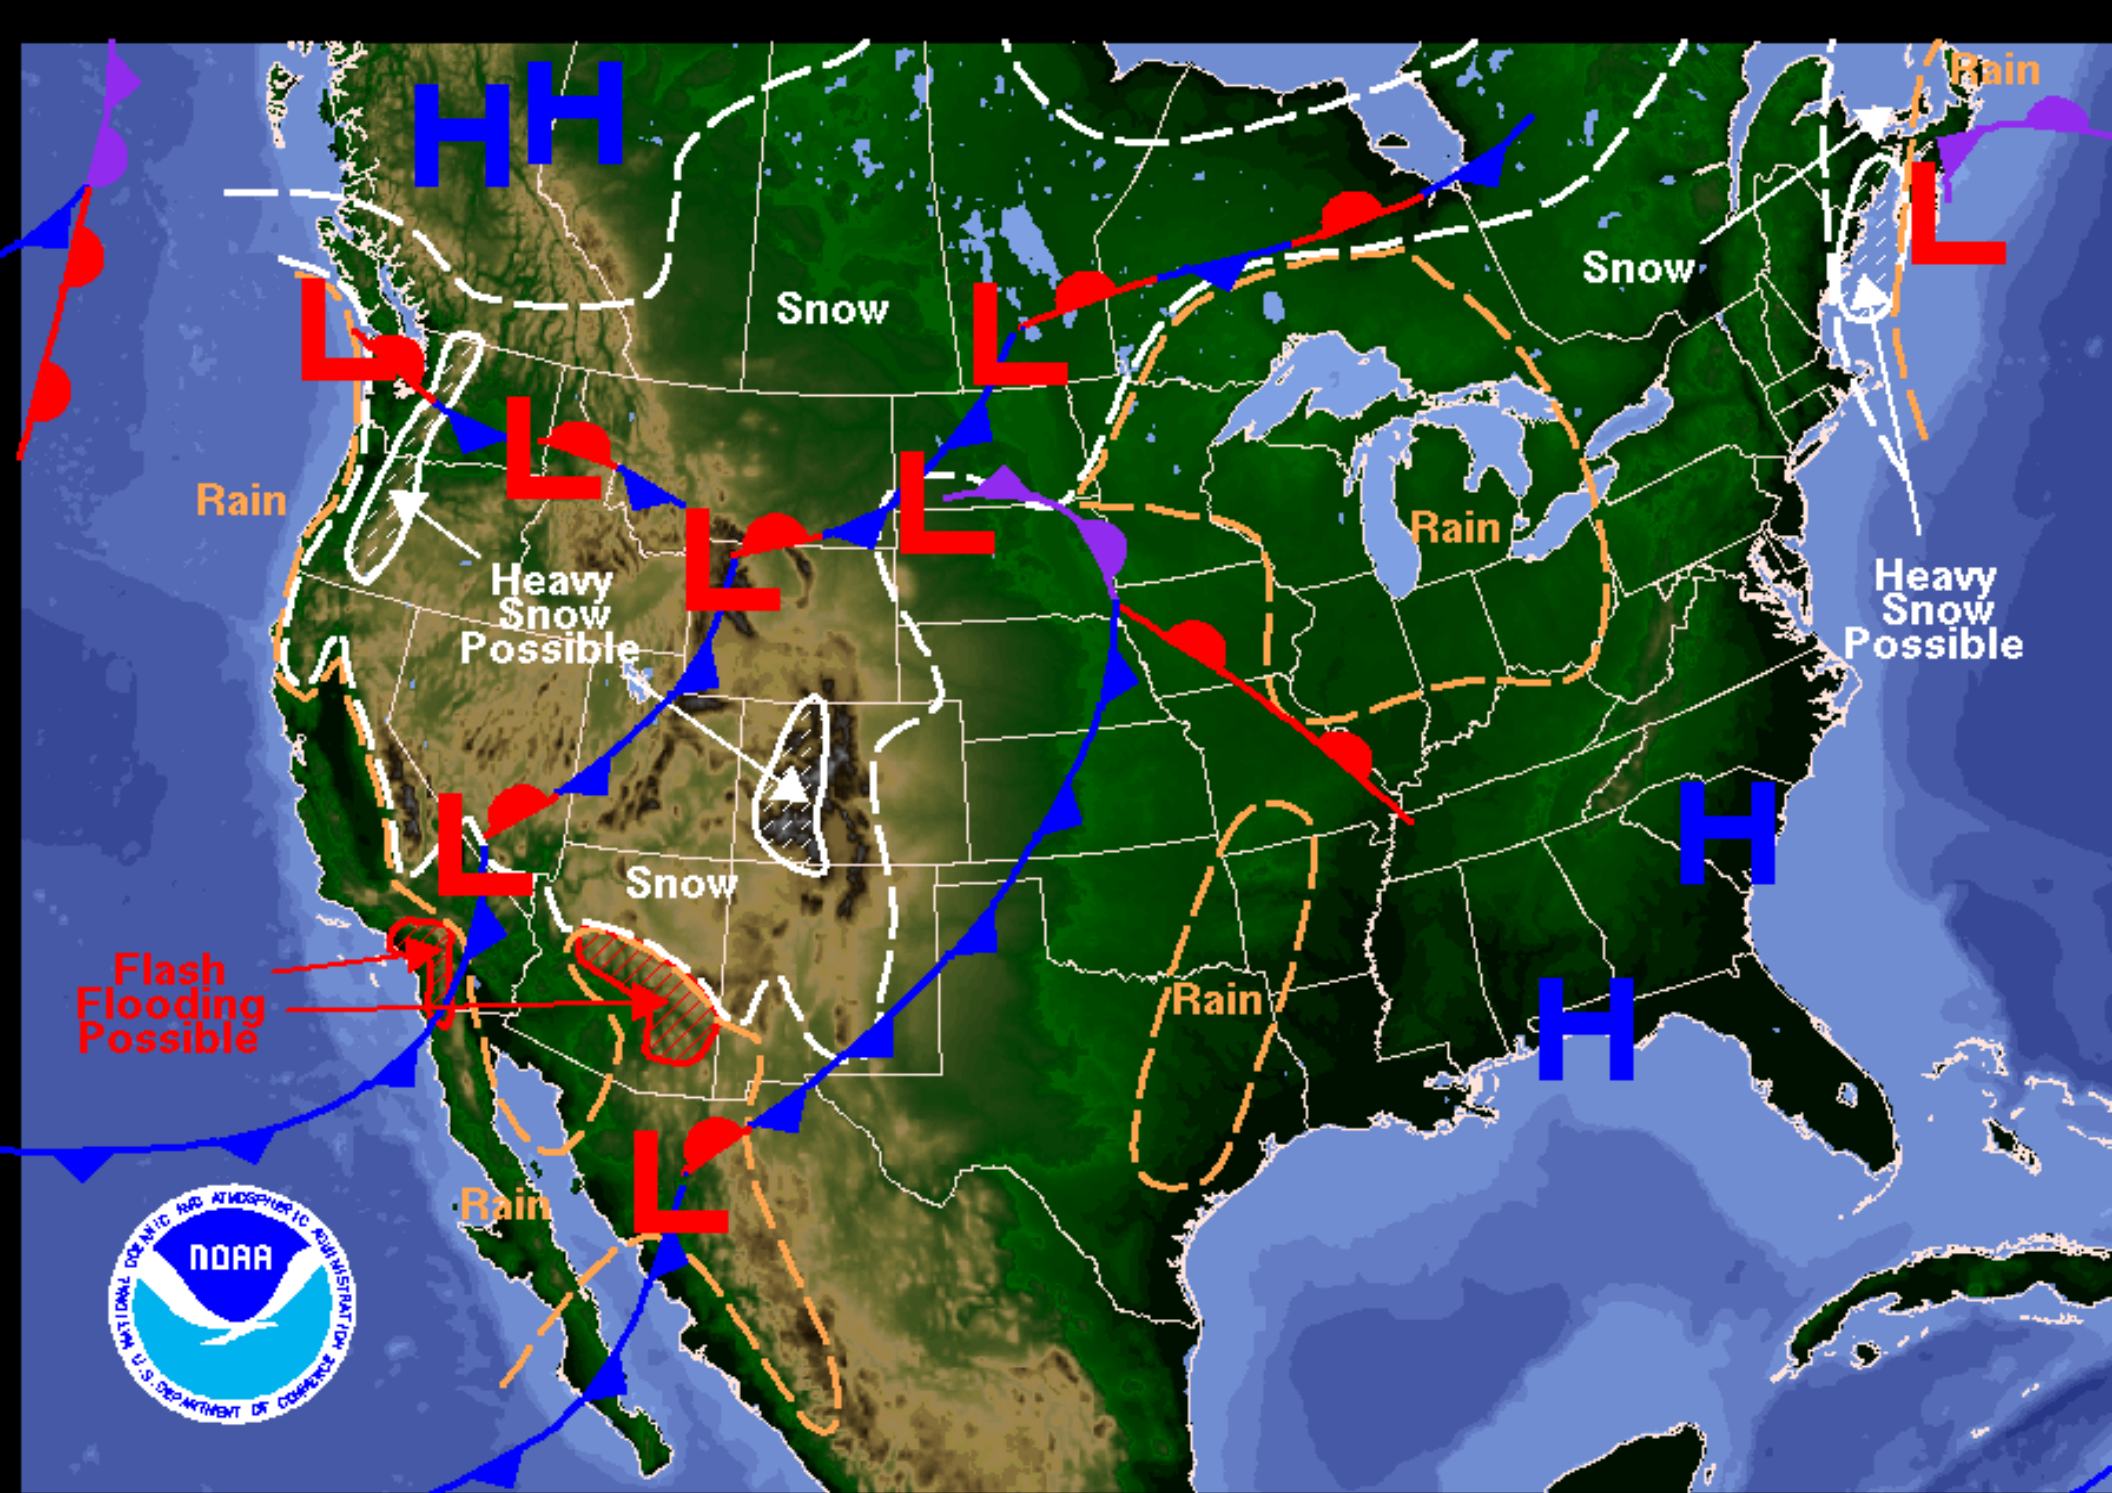 H
H
Rain
L
Snow
L
Snow
L
L
L
Rain
Rain
L
L
Heavy
Snow
Possible
Heavy
Snow
Possible
L
H
Snow
Flash
Flooding
Possible
Rain
H
L
Rain
NATIONAL OCEANIC AND ATMOSPHERIC ADMINISTRATION
NOAA
U.S. DEPARTMENT OF COMMERCE